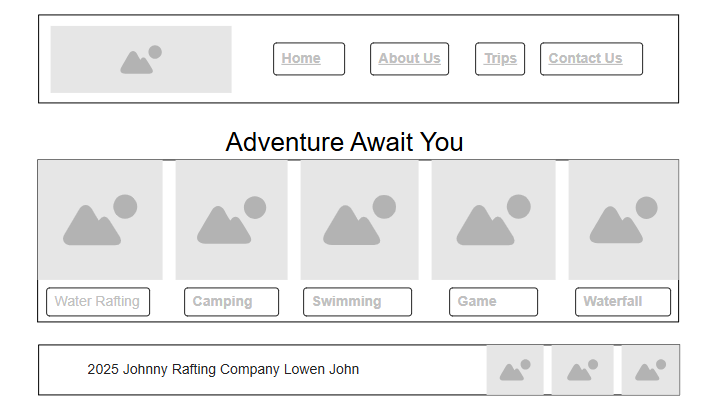 Home About Us Trips Contact Us
Adventure Await You
Water Rafting Camping Swimming Game Waterfall
2025 Johnny Rafting Company Lowen John